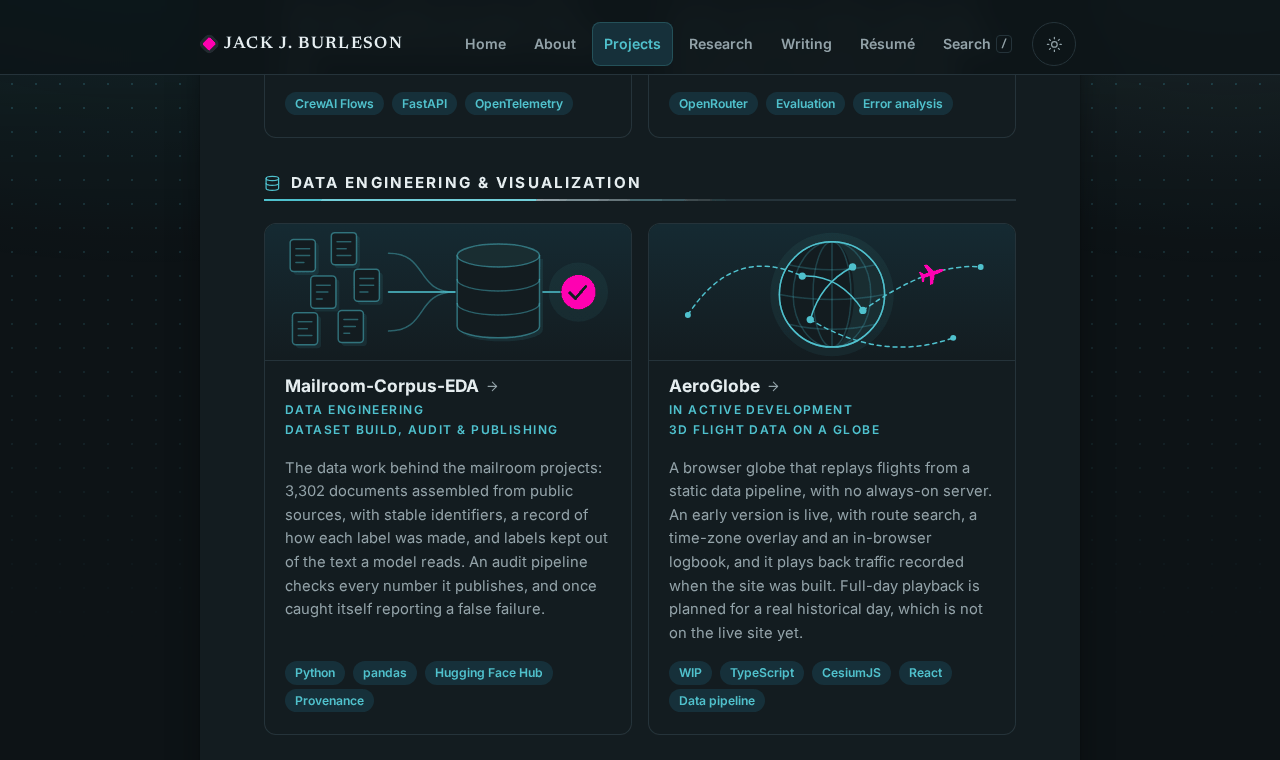 JACK J. BURLESON
Home About Projects Research Writing Résumé Search /
CrewAI Flows FastAPI OpenTelemetry
OpenRouter Evaluation Error analysis
DATA ENGINEERING & VISUALIZATION
Mailroom-Corpus-EDA →
DATA ENGINEERING
DATASET BUILD, AUDIT & PUBLISHING
The data work behind the mailroom projects:
3,302 documents assembled from public
sources, with stable identifiers, a record of
how each label was made, and labels kept out
of the text a model reads. An audit pipeline
checks every number it publishes, and once
caught itself reporting a false failure.
Python pandas Hugging Face Hub
Provenance
AeroGlobe →
IN ACTIVE DEVELOPMENT
3D FLIGHT DATA ON A GLOBE
A browser globe that replays flights from a
static data pipeline, with no always-on server.
An early version is live, with route search, a
time-zone overlay and an in-browser
logbook, and it plays back traffic recorded
when the site was built. Full-day playback is
planned for a real historical day, which is not
on the live site yet.
WIP TypeScript CesiumJS React
Data pipeline